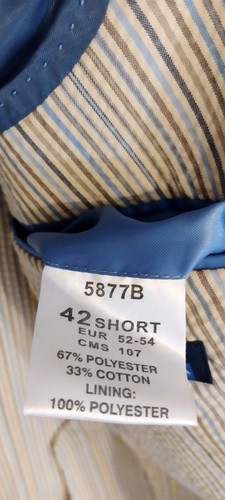 5877B
42 SHORT
EUR 52-54
CMS 107
67% POLYESTER
33% COTTON
LINING:
100% POLYESTER